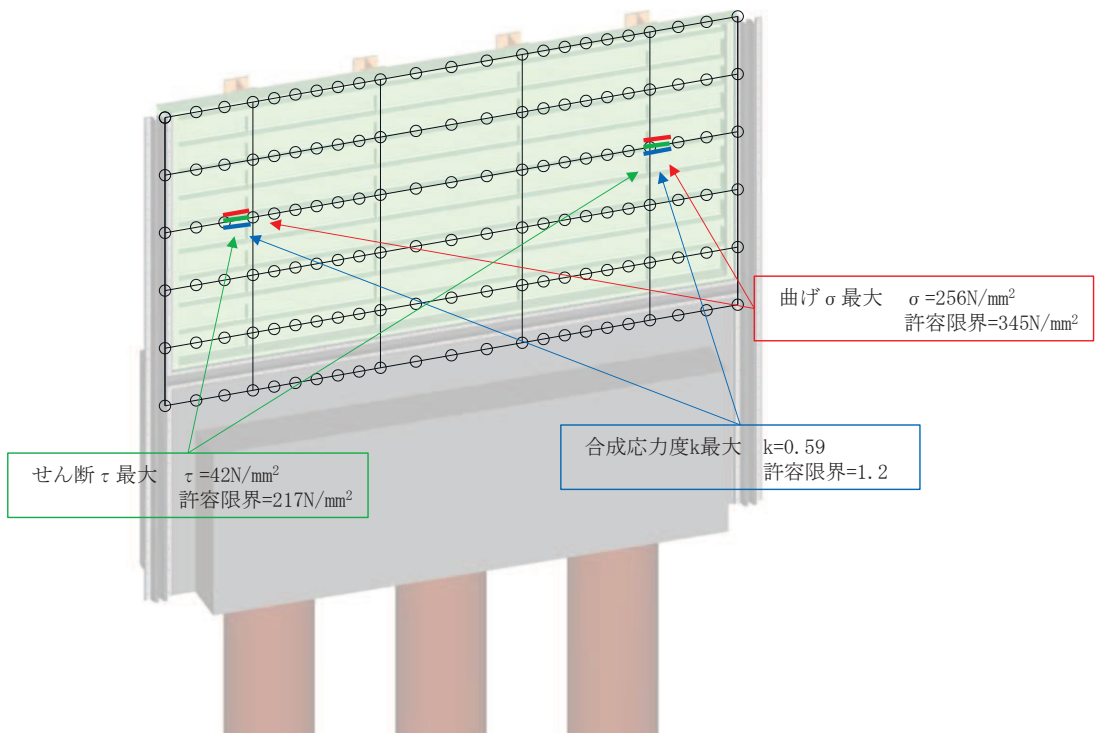 曲げσ最大 σ=256N/mm²
許容限界=345N/mm²
合成応力度k最大 k=0.59
許容限界=1.2
せん断τ最大 τ=42N/mm²
許容限界=217N/mm²